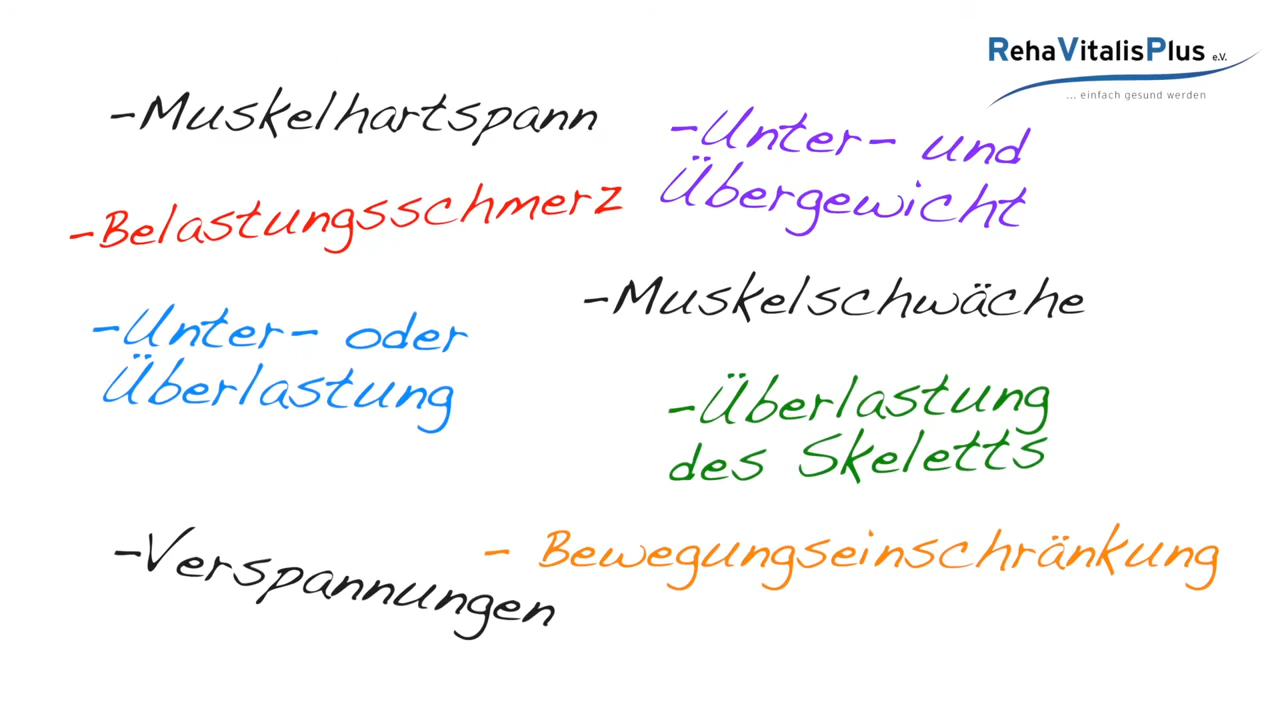 RehaVitalisPlus e.V.
... einfach gesund werden
-Muskelhartspann
-Belastungsschmerz
-Unter- oder
Überlastung
-Verspannungen
-Unter- und
Übergewicht
-Muskelschwäche
-Überlastung
des Skeletts
- Bewegungseinschränkung